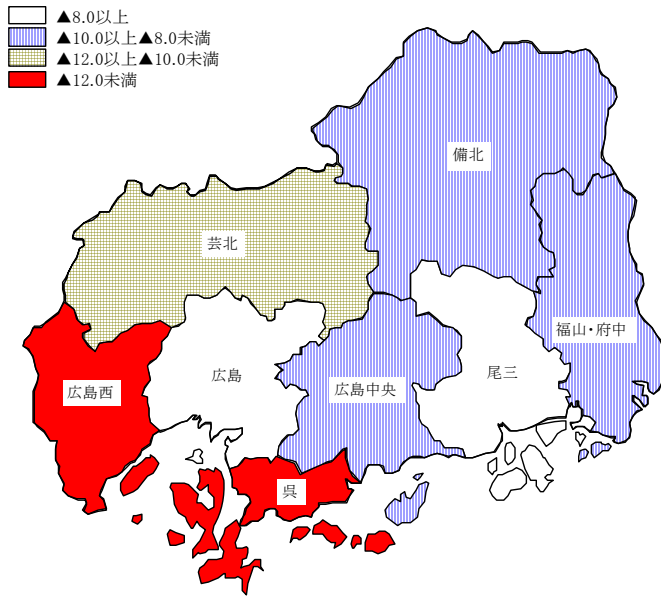 ▲8.0以上
▲10.0以上▲8.0未満
▲12.0以上▲10.0未満
▲12.0未満
備北
芸北
福山・府中
広島
尾三
広島西
広島中央
呉